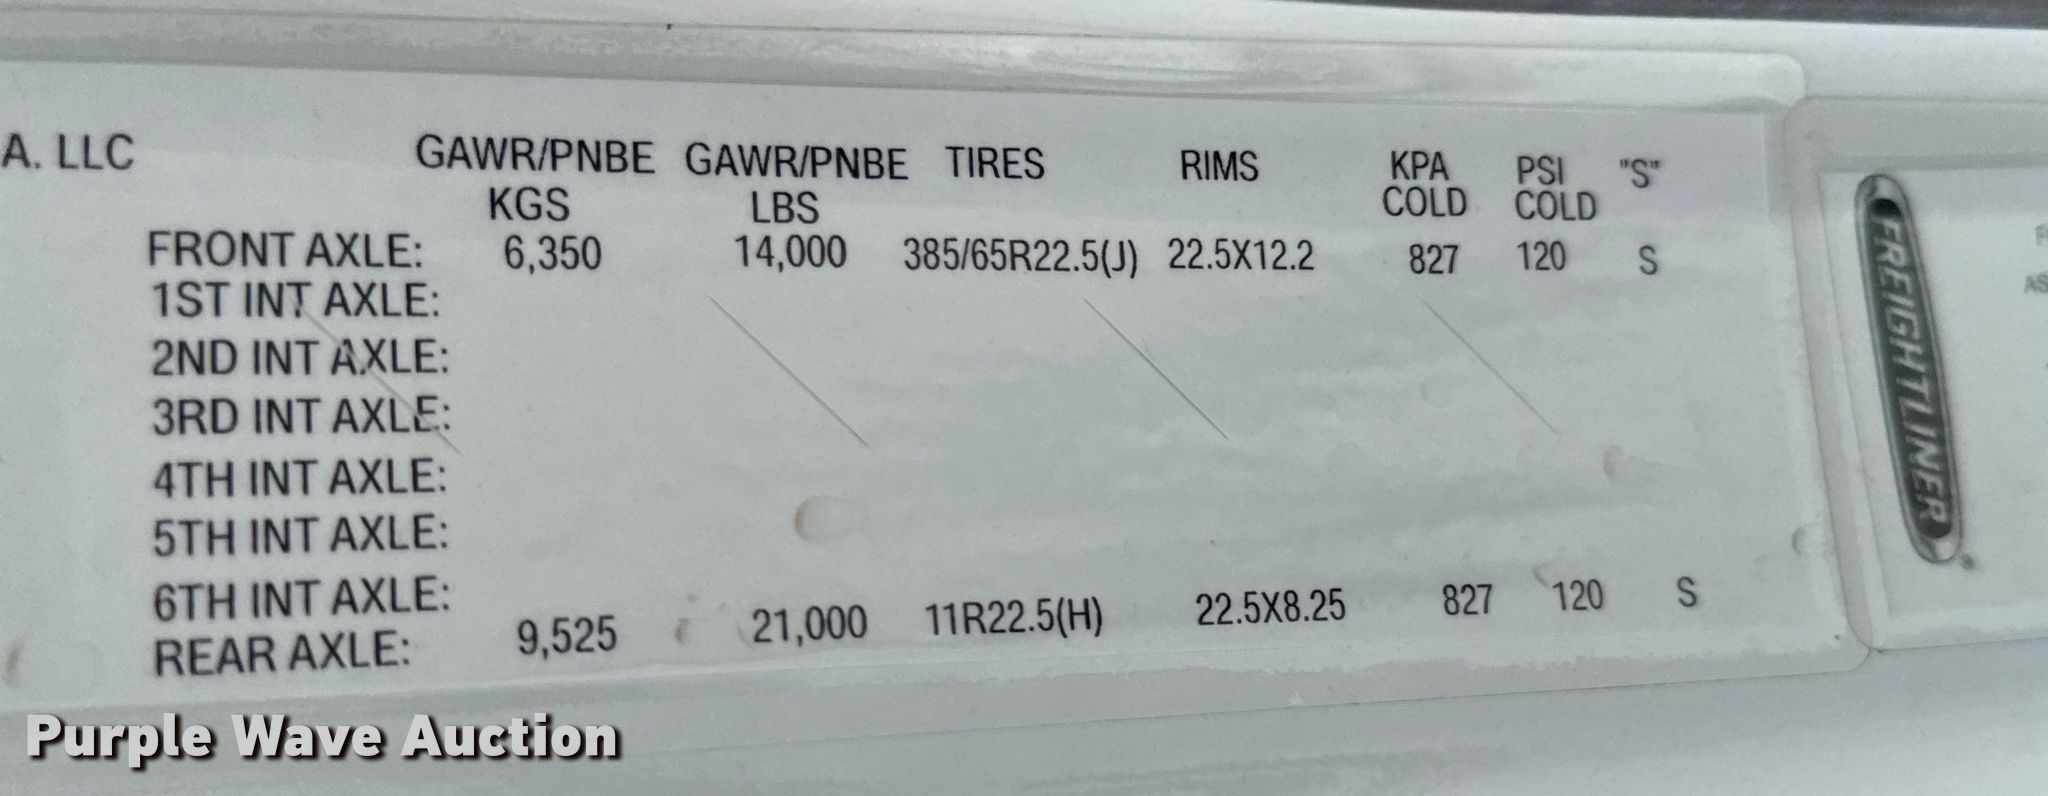 A. LLC
GAWR/PNBE GAWR/PNBE TIRES RIMS KPA PSI "S"
KGS LBS COLD COLD
FRONT AXLE: 6,350 14,000 385/65R22.5(J) 22.5X12.2 827 120 S
1ST INT AXLE:
2ND INT AXLE:
3RD INT AXLE:
4TH INT AXLE:
5TH INT AXLE:
6TH INT AXLE:
REAR AXLE: 9,525 21,000 11R22.5(H) 22.5X8.25 827 120 S
FREIGHTLINER
Purple Wave Auction